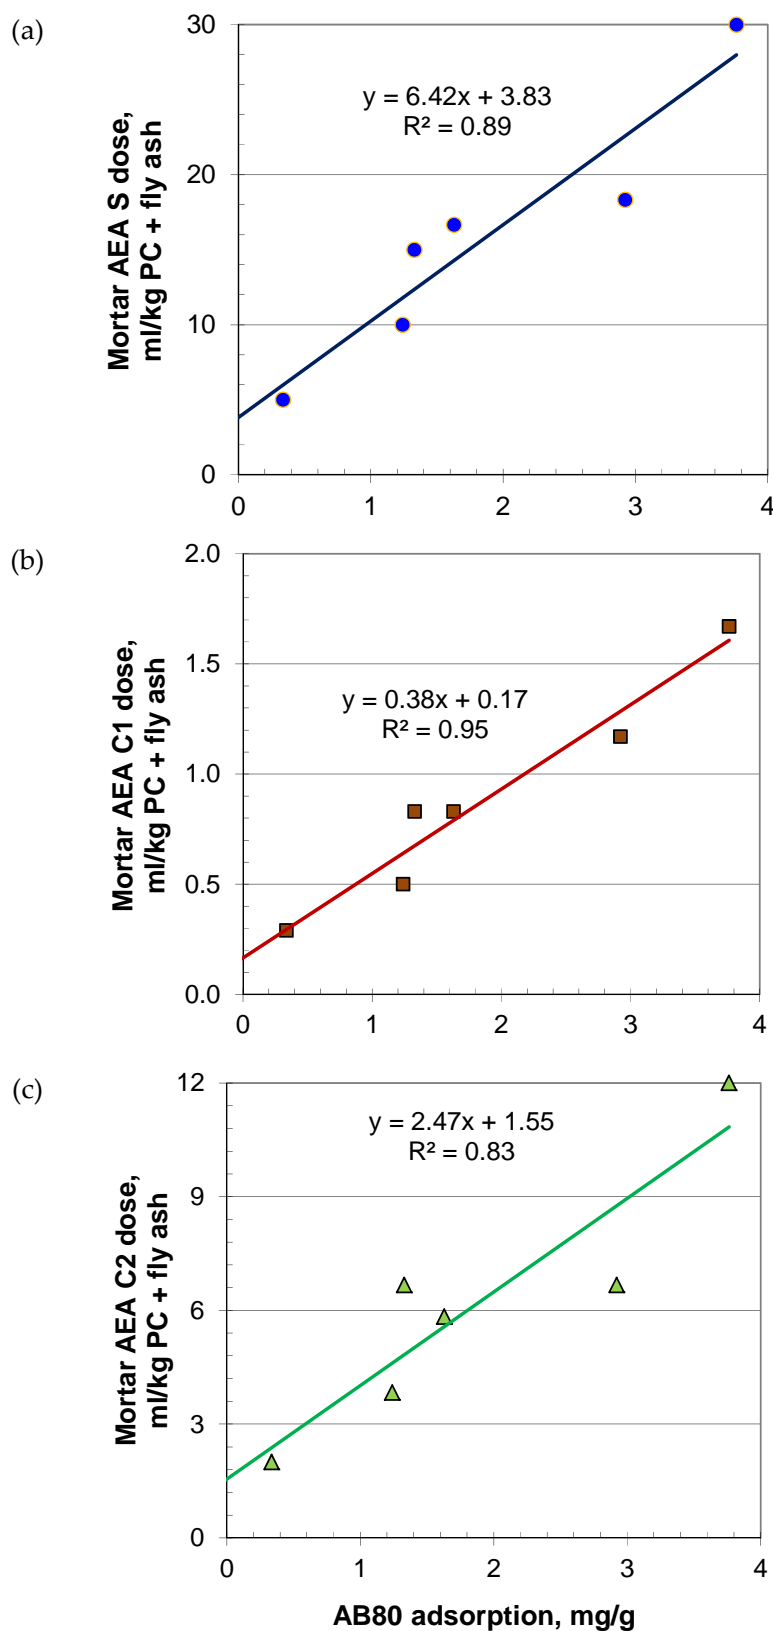 (a)
Mortar AEA S dose,
ml/kg PC + fly ash
30
20
10
0
y = 6.42x + 3.83
R² = 0.89
0 1 2 3 4
(b)
Mortar AEA C1 dose,
ml/kg PC + fly ash
2.0
1.5
1.0
0.5
0.0
y = 0.38x + 0.17
R² = 0.95
0 1 2 3 4
(c)
Mortar AEA C2 dose,
ml/kg PC + fly ash
12
9
6
3
0
y = 2.47x + 1.55
R² = 0.83
0 1 2 3 4
AB80 adsorption, mg/g